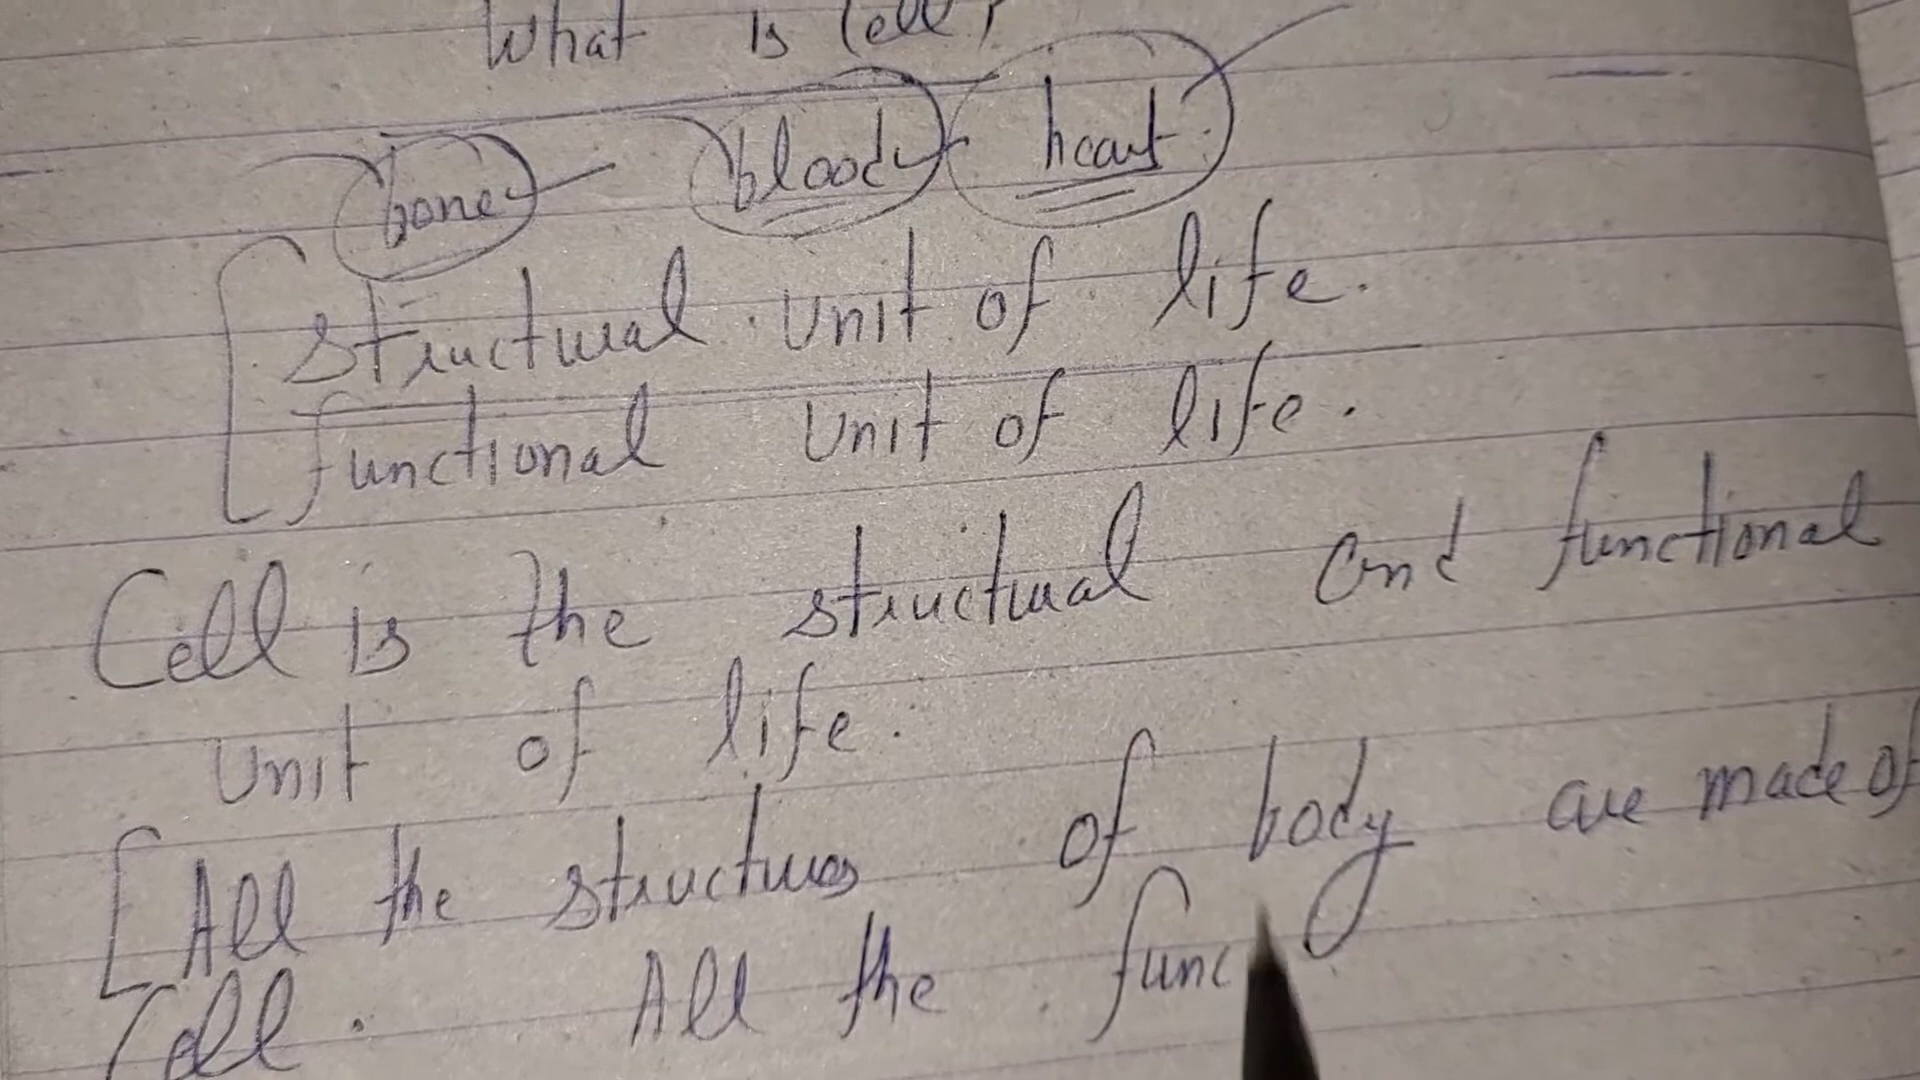 What is Cell?
bone blood heart
structural unit of life.
functional unit of life.
Cell is the structural and functional
unit of life.
All the structures of body are made of
Cell. All the func